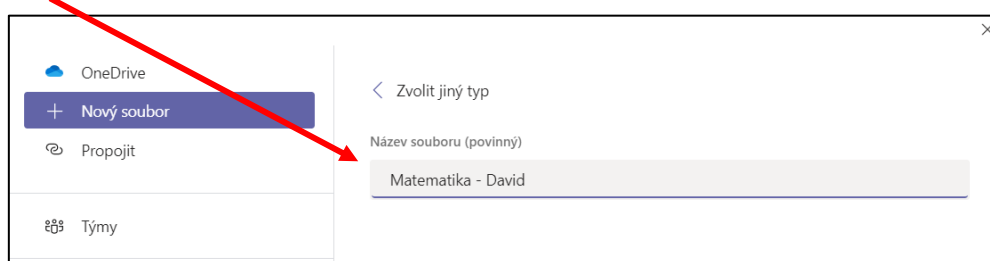 OneDrive
Nový soubor
Propojit
Týmy
Zvolit jiný typ
Název souboru (povinný)
Matematika - David